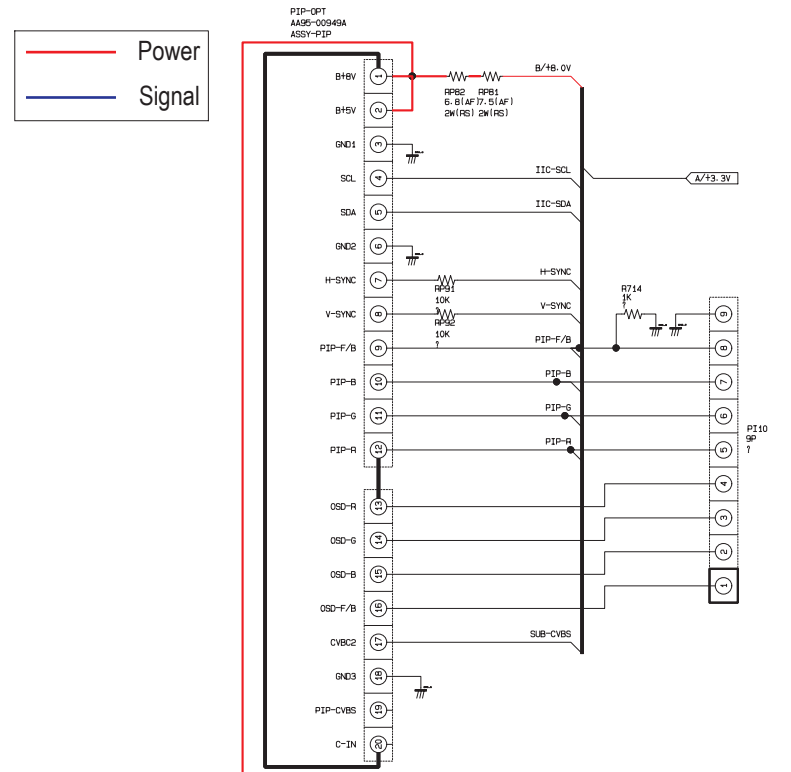 PIP-OPT
AA95-00949A
ASSY-PIP
Power
Signal
B+8V 1
B/+8.0V
RP82 RP81
6.8(AF) 7.5(AF)
2W(RS) 2W(RS)
B+5V 2
GND1 3
SCL 4 IIC-SCL
A/+3.3V
SDA 5 IIC-SDA
GND2 6
H-SYNC 7 H-SYNC
RP91
10K
?
V-SYNC 8 V-SYNC
RP92
10K
?
R714
1K
?
9
PIP-F/B 9 PIP-F/B 8
PIP-B 10 PIP-B 7
PIP-G 11 PIP-G 6
PIP-R 12 PIP-R 5
PI10
9P
?
4
OSD-R 13
3
OSD-G 14
2
OSD-B 15
1
OSD-F/B 16
CVBC2 17 SUB-CVBS
GND3 18
PIP-CVBS 19
C-IN 20